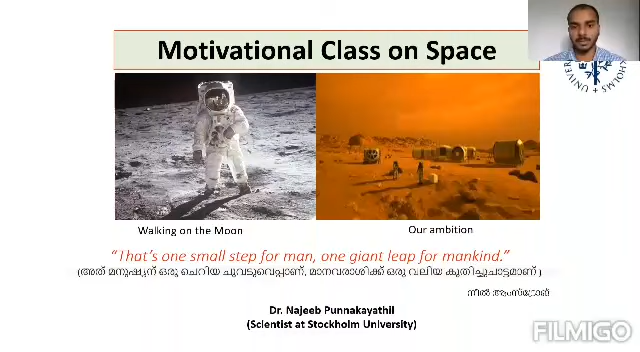 Motivational Class on Space
Walking on the Moon
Our ambition
“That’s one small step for man, one giant leap for mankind.”
(അത് മനുഷ്യന് ഒരു ചെറിയ ചുവടുവെപ്പാണ്, മാനവരാശിക്ക് ഒരു വലിയ കുതിച്ചുചാട്ടമാണ് )
നീൽ ആംസ്ട്രോങ്
Dr. Najeeb Punnakayathil
(Scientist at Stockholm University)
FILMIGO